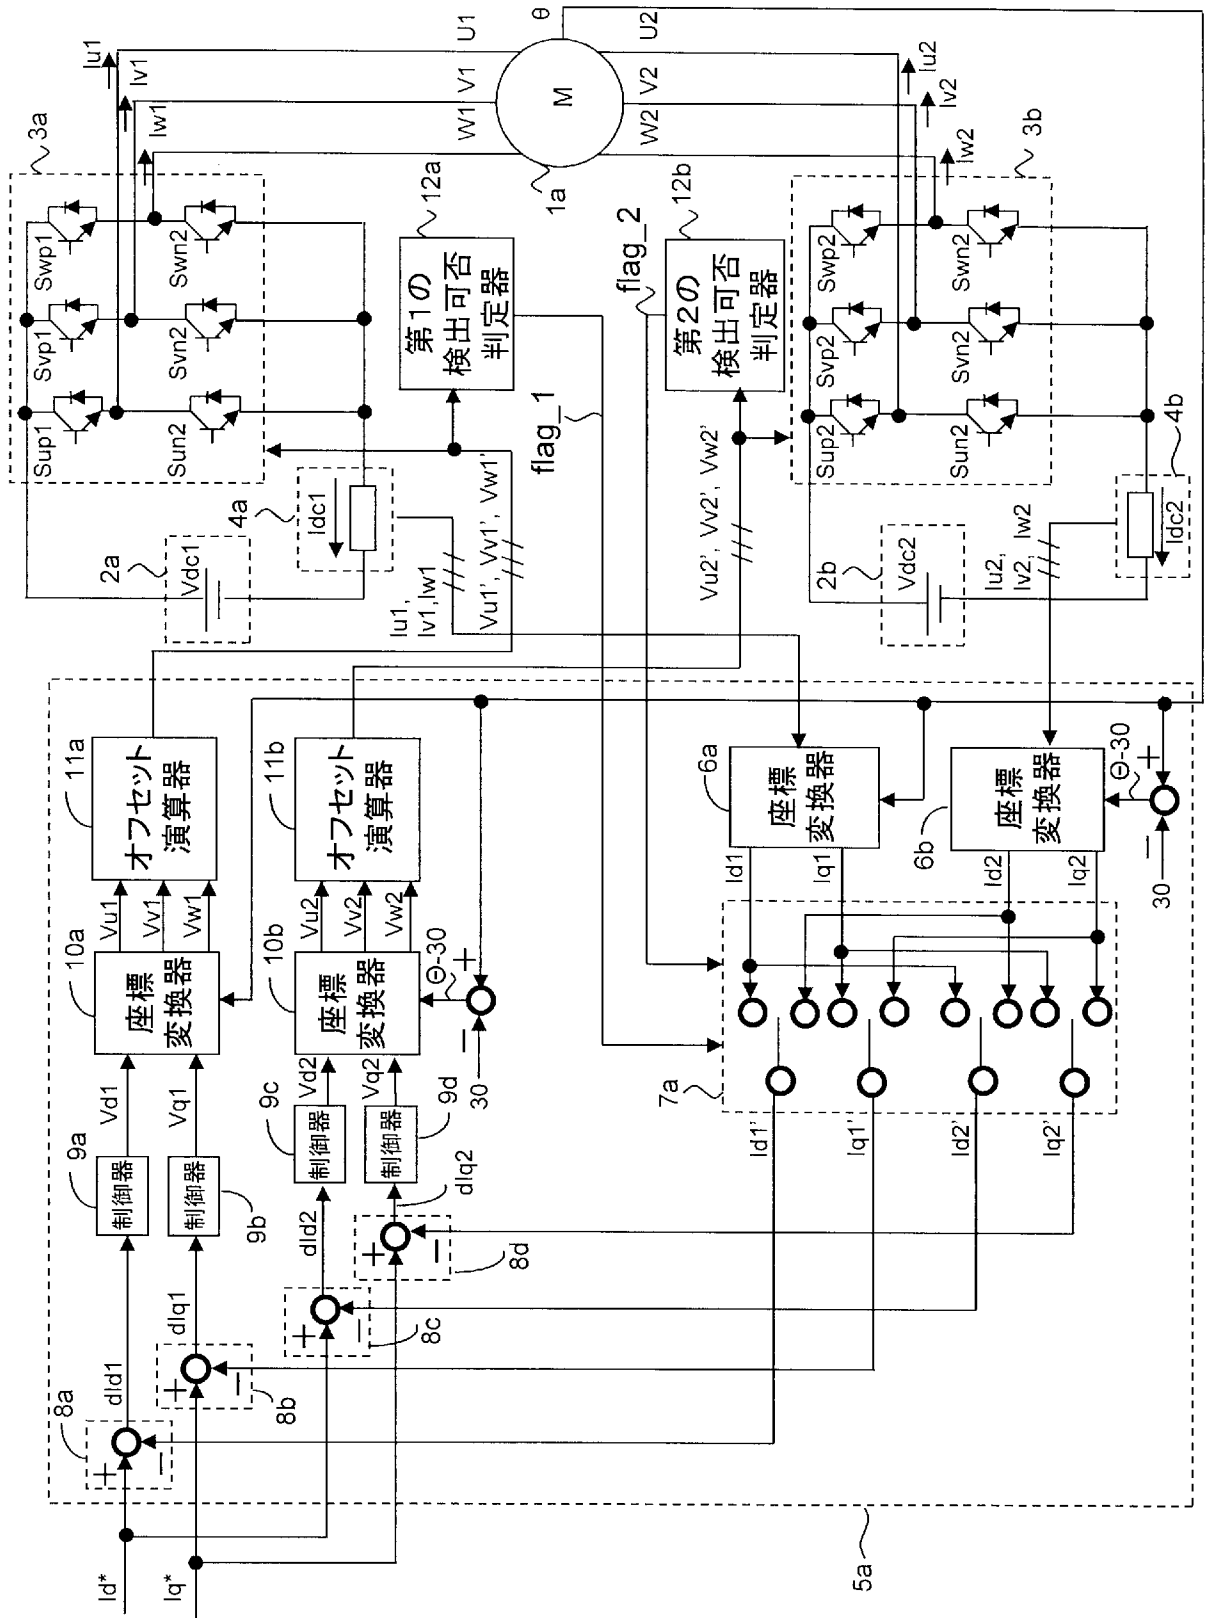 Id*
Iq*
5a
8a
+
−
dId1
9a
制御器
Vd1
8b
+
−
dIq1
9b
制御器
Vq1
10a
座標
変換器
Vu1
Vv1
Vw1
11a
オフセット
演算器
8c
+
−
dId2
9c
制御器
Vd2
8d
+
−
dIq2
9d
制御器
Vq2
10b
座標
変換器
Vu2
Vv2
Vw2
11b
オフセット
演算器
Θ-30
+
−
30
7a
Id1'
Iq1'
Id2'
Iq2'
Id1
Iq1
Id2
Iq2
6a
座標
変換器
6b
座標
変換器
Θ-30
+
−
30
2a
Vdc1
4a
Idc1
Iu1,
Iv1,Iw1
Vu1', Vv1', Vw1'
3a
Sup1
Svp1
Swp1
Sun2
Svn2
Swn2
Iu1
Iv1
Iw1
flag_1
12a
第1の
検出可否
判定器
U1
V1
W1
θ
M
1a
U2
V2
W2
flag_2
12b
第2の
検出可否
判定器
Vu2', Vv2', Vw2'
2b
Vdc2
4b
Idc2
Iu2,
Iv2, Iw2
3b
Sup2
Svp2
Swp2
Sun2
Svn2
Swn2
Iu2
Iv2
Iw2